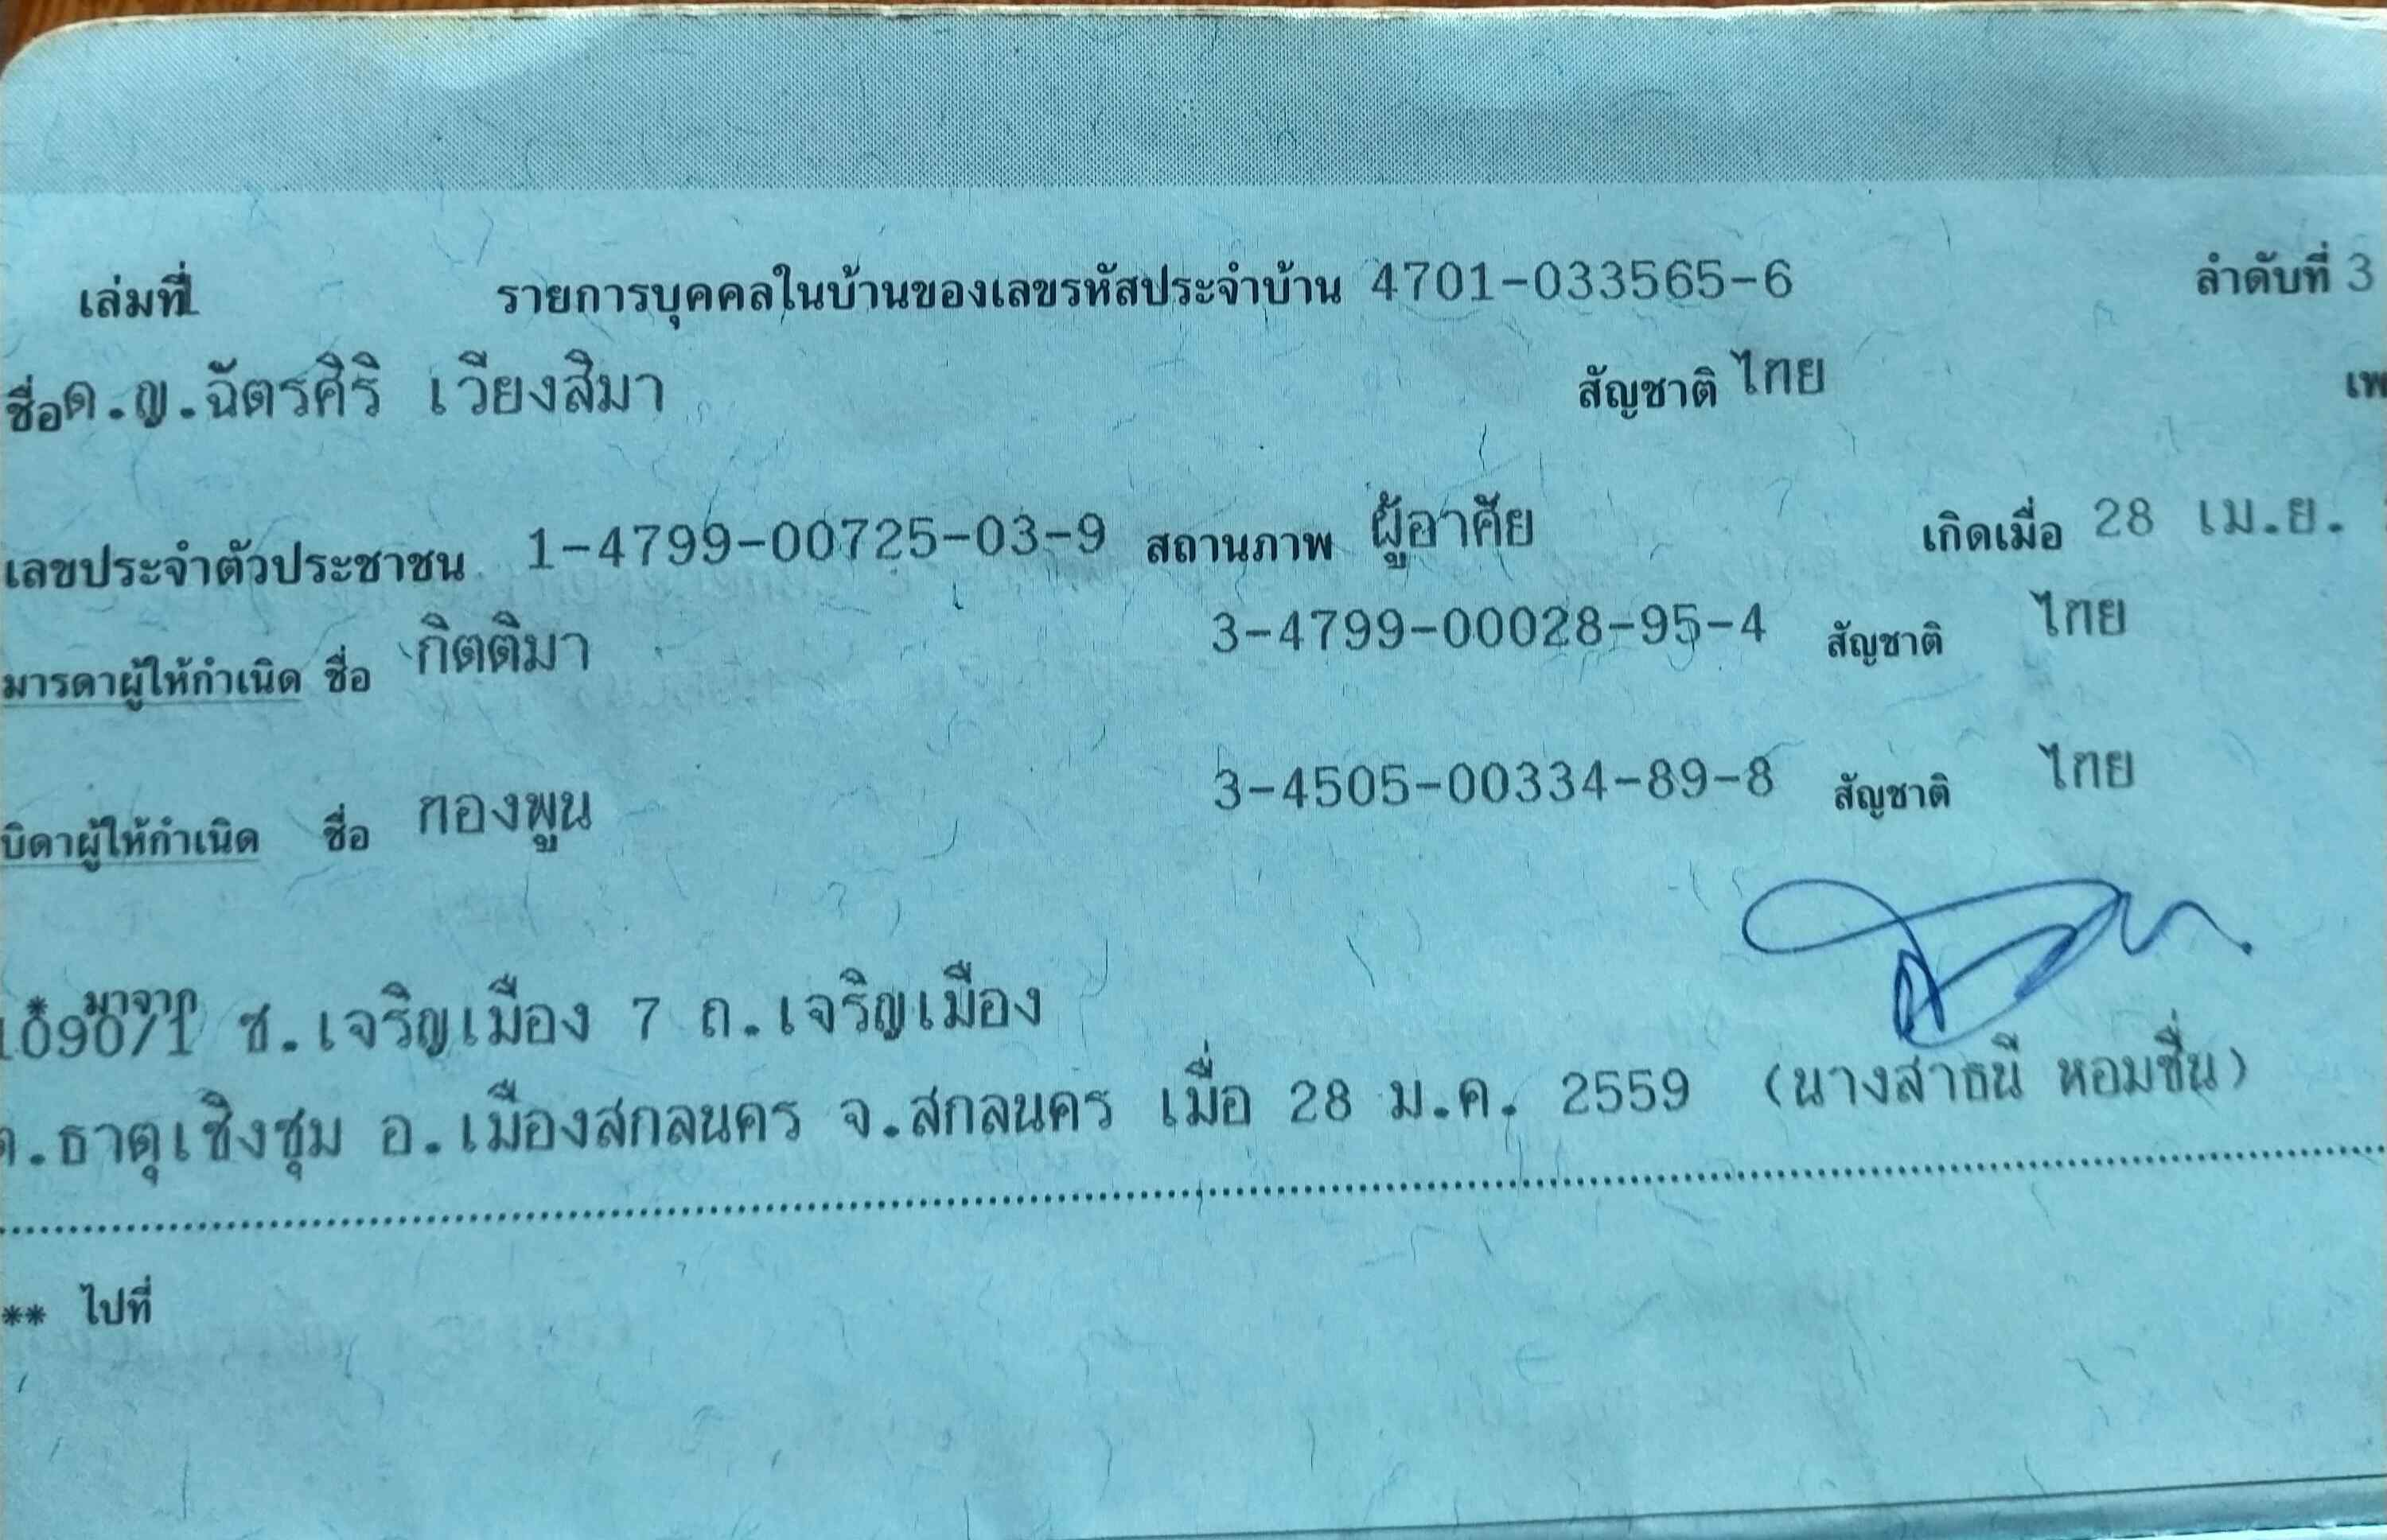 เล่มที่ 1 รายการบุคคลในบ้านของเลขรหัสประจำบ้าน 4701-033565-6 ลำดับที่ 3
ชื่อ ด.ญ.ฉัตรศิริ เวียงสิมา สัญชาติ ไทย เพ
เลขประจำตัวประชาชน 1-4799-00725-03-9 สถานภาพ ผู้อาศัย เกิดเมื่อ 28 เม.ย.
มารดาผู้ให้กำเนิด ชื่อ กิตติมา 3-4799-00028-95-4 สัญชาติ ไทย
บิดาผู้ให้กำเนิด ชื่อ ทองพูน 3-4505-00334-89-8 สัญชาติ ไทย
* มาจาก
1090/1 ซ.เจริญเมือง 7 ถ.เจริญเมือง
ต.ธาตุเชิงชุม อ.เมืองสกลนคร จ.สกลนคร เมื่อ 28 ม.ค. 2559 (นางสาธนี หอมชื่น)
** ไปที่